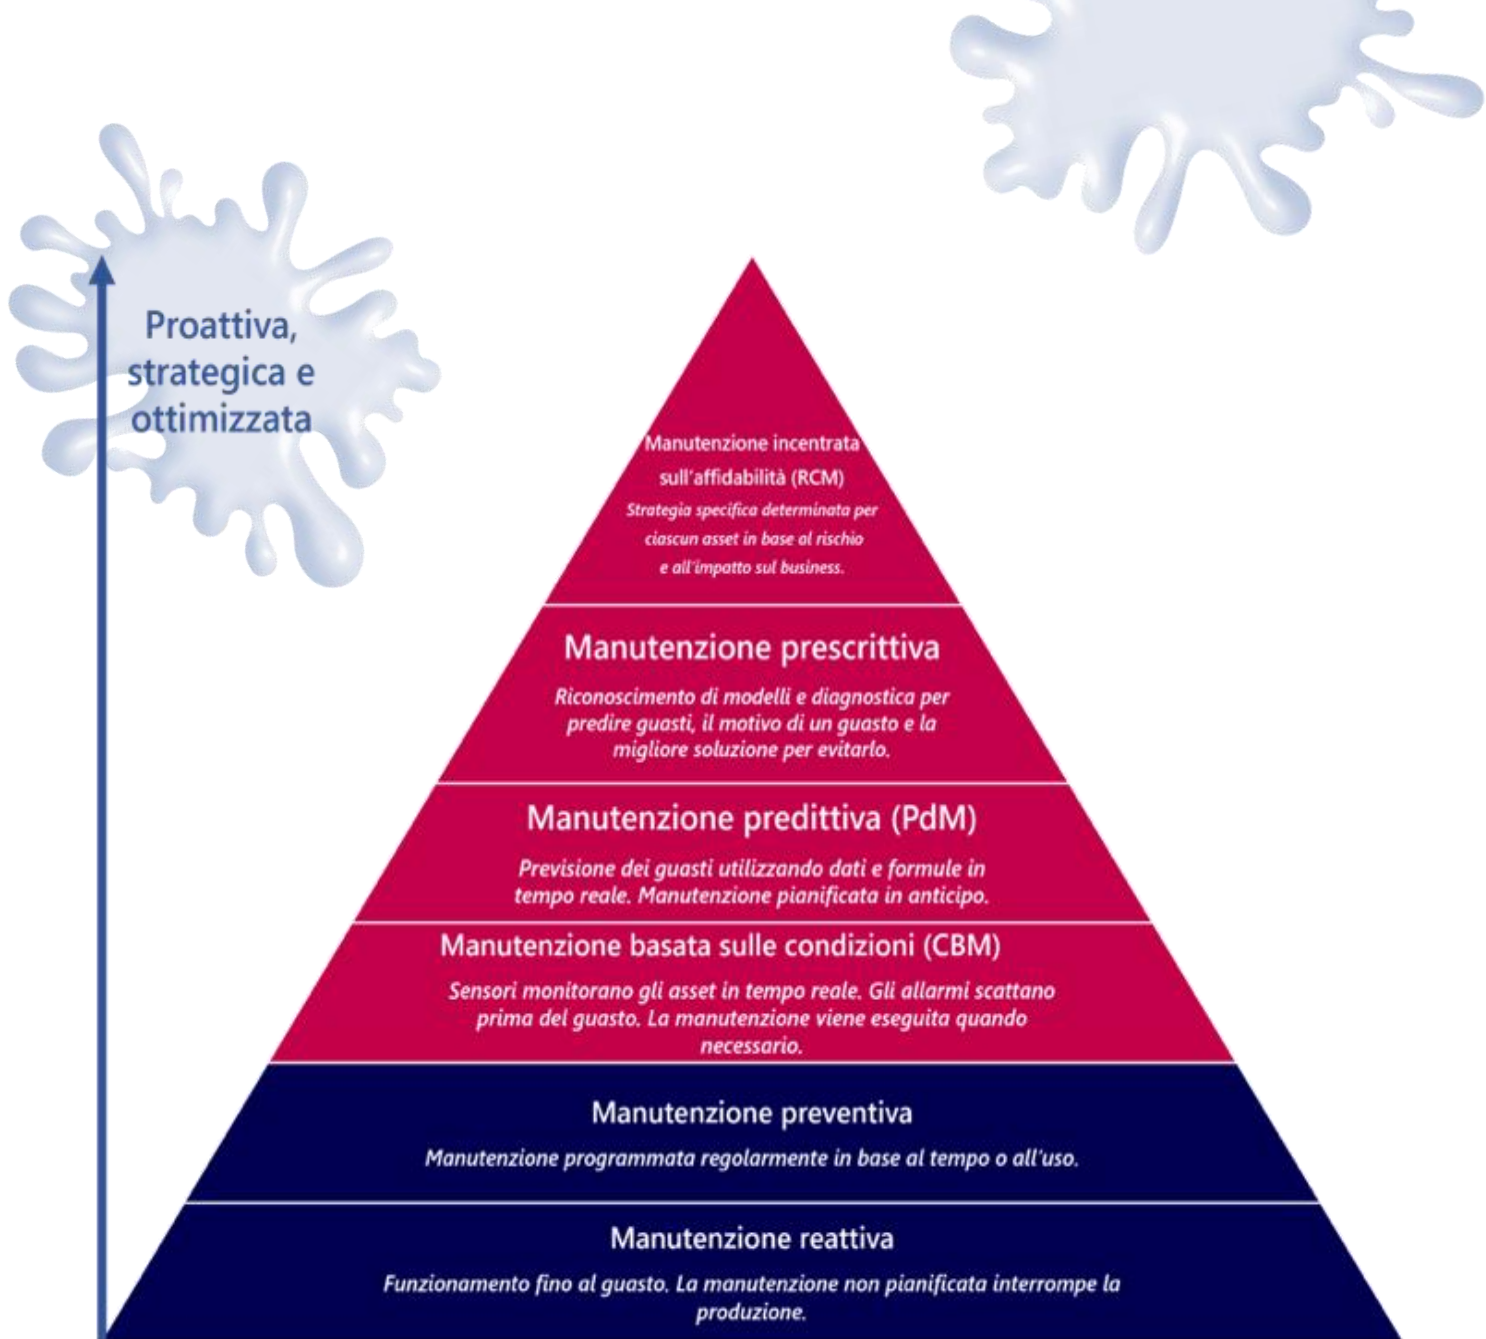 Proattiva,
strategica e
ottimizzata
Manutenzione incentrata
sull'affidabilità (RCM)
Strategia specifica determinata per
ciascun asset in base al rischio
e all'impatto sul business.
Manutenzione prescrittiva
Riconoscimento di modelli e diagnostica per
predire guasti, il motivo di un guasto e la
migliore soluzione per evitarlo.
Manutenzione predittiva (PdM)
Previsione dei guasti utilizzando dati e formule in
tempo reale. Manutenzione pianificata in anticipo.
Manutenzione basata sulle condizioni (CBM)
Sensori monitorano gli asset in tempo reale. Gli allarmi scattano
prima del guasto. La manutenzione viene eseguita quando
necessario.
Manutenzione preventiva
Manutenzione programmata regolarmente in base al tempo o all'uso.
Manutenzione reattiva
Funzionamento fino al guasto. La manutenzione non pianificata interrompe la
produzione.